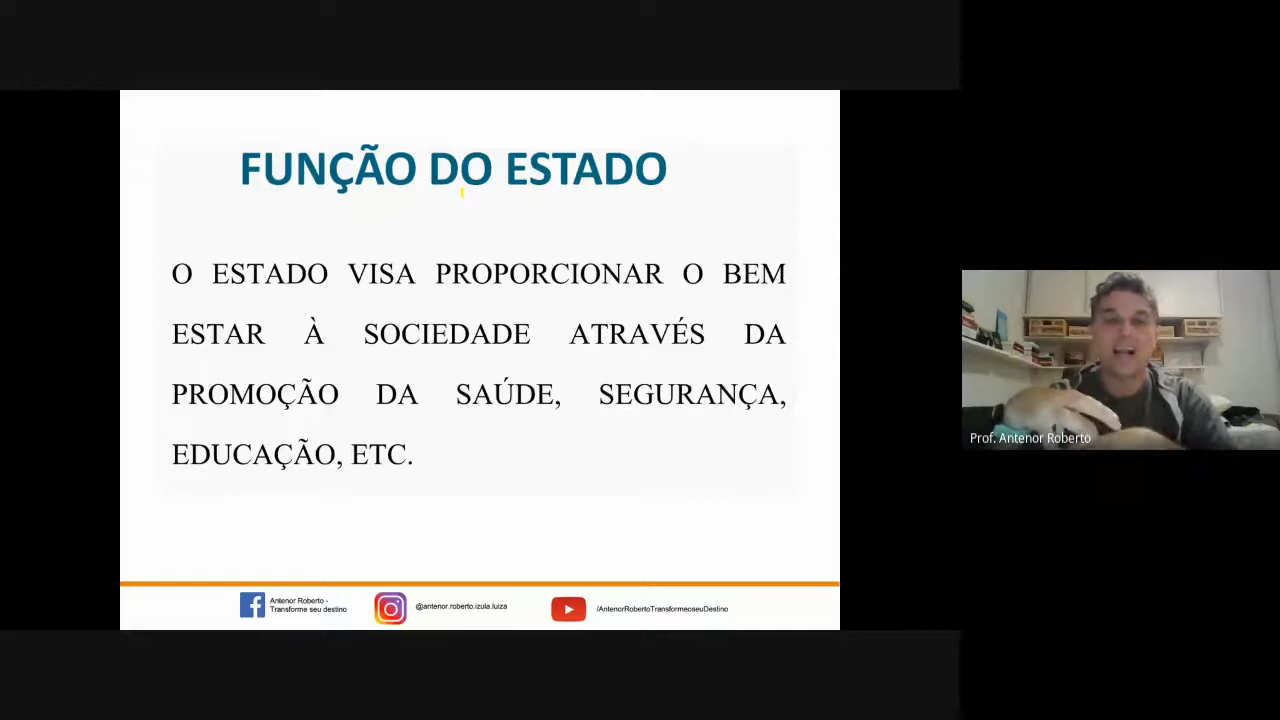 FUNÇÃO DO ESTADO
O ESTADO VISA PROPORCIONAR O BEM
ESTAR À SOCIEDADE ATRAVÉS DA
PROMOÇÃO DA SAÚDE, SEGURANÇA,
EDUCAÇÃO, ETC.
Prof. Antenor Roberto
Antenor Roberto -
Transforme seu destino
@antenor.roberto.izula.luiza
/AntenorRobertoTransformeoseuDestino